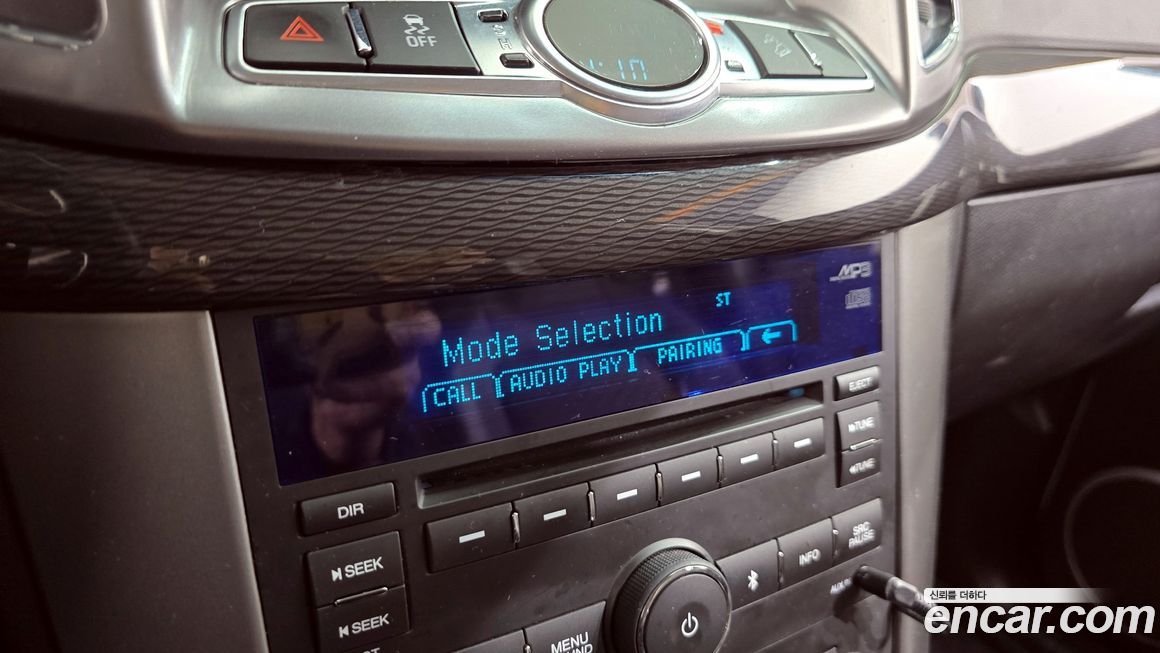 OFF
ST
MP3
Mode Selection
CALL AUDIO PLAY PAIRING
EJECT
TUNE
TUNE
DIR
SEEK
SEEK
SRC
PAUSE
INFO
MENU
신뢰를 더하다
encar.com